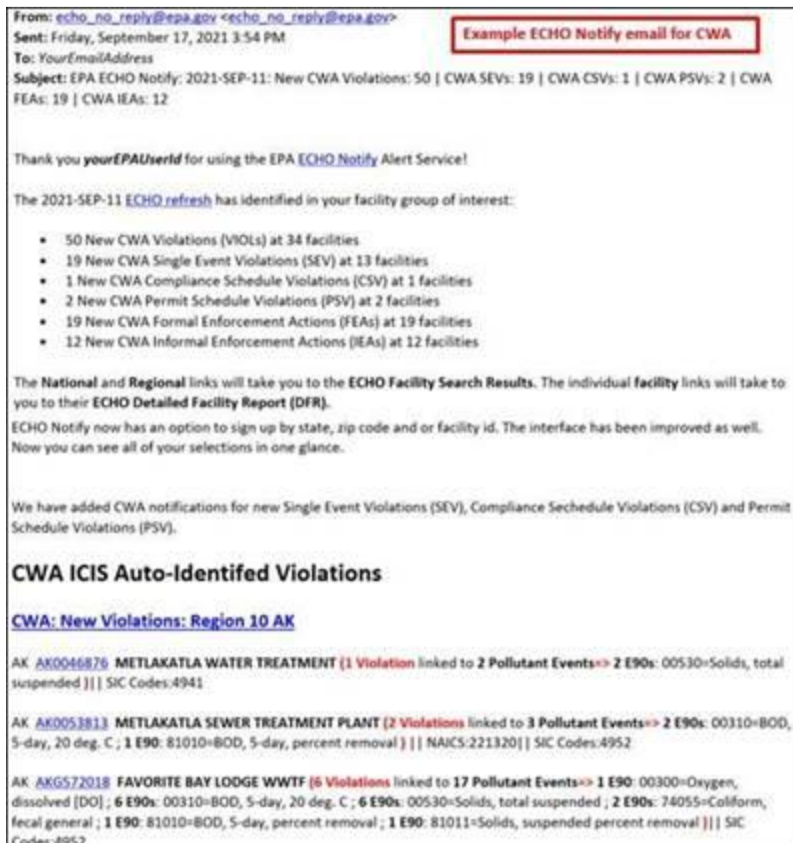 From: echo_no_reply@epa.gov <echo_no_reply@epa.gov>
Example ECHO Notify email for CWA
Sent: Friday, September 17, 2021 3:54 PM
To: YourEmailAddress
Subject: EPA ECHO Notify: 2021-SEP-11: New CWA Violations: 50 | CWA SEVs: 19 | CWA CSVs: 1 | CWA PSVs: 2 | CWA
FEAs: 19 | CWA IEAs: 12
Thank you yourEPAUserId for using the EPA ECHO Notify Alert Service!
The 2021-SEP-11 ECHO refresh has identified in your facility group of interest:
• 50 New CWA Violations (VIOLs) at 34 facilities
• 19 New CWA Single Event Violations (SEV) at 13 facilities
• 1 New CWA Compliance Schedule Violations (CSV) at 1 facilities
• 2 New CWA Permit Schedule Violations (PSV) at 2 facilities
• 19 New CWA Formal Enforcement Actions (FEAs) at 19 facilities
• 12 New CWA Informal Enforcement Actions (IEAs) at 12 facilities
The National and Regional links will take you to the ECHO Facility Search Results. The individual facility links will take to
you to their ECHO Detailed Facility Report (DFR).
ECHO Notify now has an option to sign up by state, zip code and or facility id. The interface has been improved as well.
Now you can see all of your selections in one glance.
We have added CWA notifications for new Single Event Violations (SEV), Compliance Sechedule Violations (CSV) and Permit
Schedule Violations (PSV).
CWA ICIS Auto-Identifed Violations
CWA: New Violations: Region 10 AK
AK AK0046876 METLAKATLA WATER TREATMENT (1 Violation linked to 2 Pollutant Events=> 2 E90s: 00530=Solids, total
suspended )|| SIC Codes:4941
AK AK0053813 METLAKATLA SEWER TREATMENT PLANT (2 Violations linked to 3 Pollutant Events=> 2 E90s: 00310=BOD,
5-day, 20 deg. C ; 1 E90: 81010=BOD, 5-day, percent removal ) || NAICS:221320|| SIC Codes:4952
AK AKG572018 FAVORITE BAY LODGE WWTF (6 Violations linked to 17 Pollutant Events=> 1 E90: 00300=Oxygen,
dissolved [DO] ; 6 E90s: 00310=BOD, 5-day, 20 deg. C ; 6 E90s: 00530=Solids, total suspended ; 2 E90s: 74055=Coliform,
fecal general ; 1 E90: 81010=BOD, 5-day, percent removal ; 1 E90: 81011=Solids, suspended percent removal )|| SIC
Codes:4952